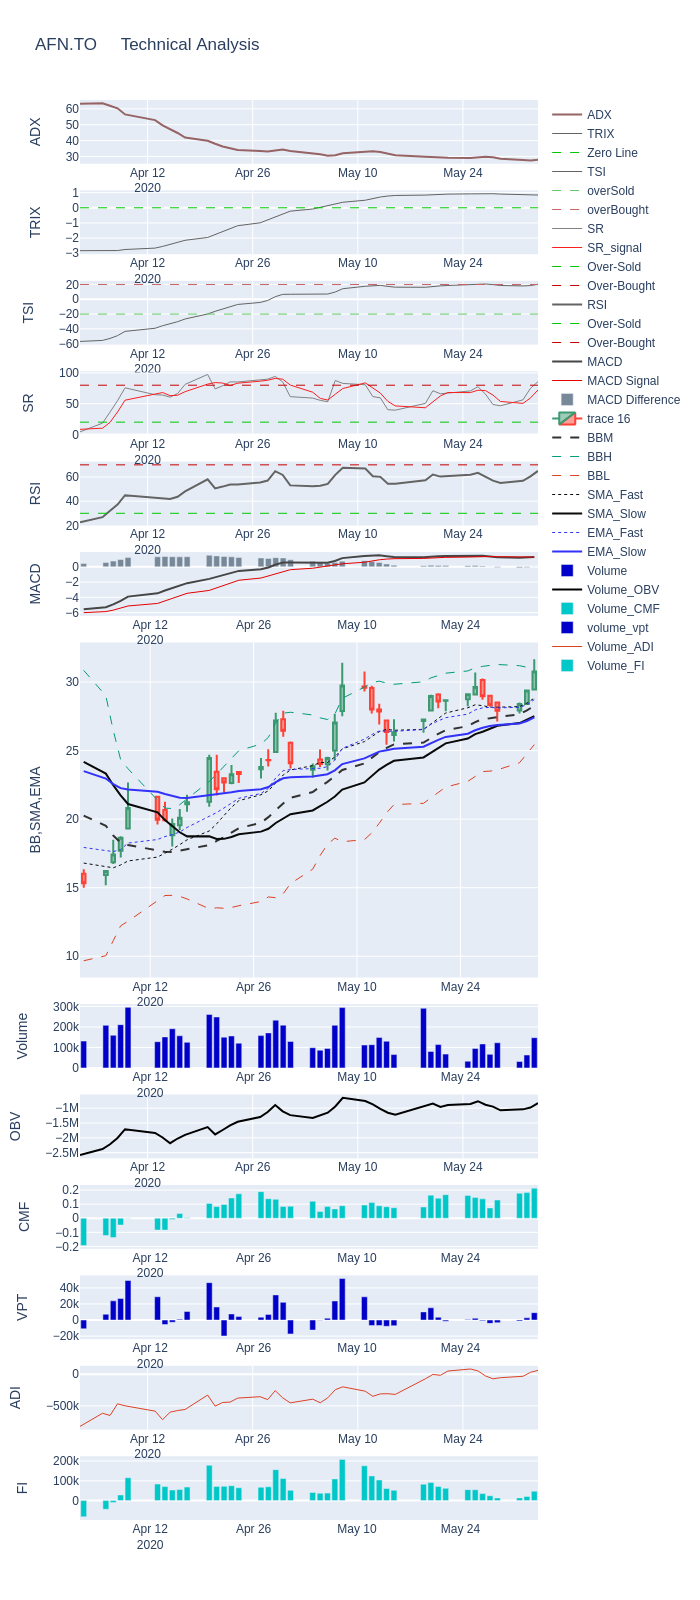 AFN.TO Technical Analysis
ADX
60
50
40
30
Apr 12
2020
Apr 26
May 10
May 24
TRIX
1
0
−1
−2
−3
Apr 12
2020
Apr 26
May 10
May 24
TSI
20
0
−20
−40
−60
Apr 12
2020
Apr 26
May 10
May 24
SR
100
50
0
Apr 12
2020
Apr 26
May 10
May 24
RSI
60
40
20
Apr 12
2020
Apr 26
May 10
May 24
MACD
0
−2
−4
−6
Apr 12
2020
Apr 26
May 10
May 24
BB,SMA,EMA
30
25
20
15
10
Apr 12
2020
Apr 26
May 10
May 24
Volume
300k
200k
100k
0
Apr 12
2020
Apr 26
May 10
May 24
OBV
−1M
−1.5M
−2M
−2.5M
Apr 12
2020
Apr 26
May 10
May 24
CMF
0.2
0.1
0
−0.1
−0.2
Apr 12
2020
Apr 26
May 10
May 24
VPT
40k
20k
0
−20k
Apr 12
2020
Apr 26
May 10
May 24
ADI
0
−500k
Apr 12
2020
Apr 26
May 10
May 24
FI
200k
100k
0
Apr 12
2020
Apr 26
May 10
May 24
ADX
TRIX
Zero Line
TSI
overSold
overBought
SR
SR_signal
Over-Sold
Over-Bought
RSI
Over-Sold
Over-Bought
MACD
MACD Signal
MACD Difference
trace 16
BBM
BBH
BBL
SMA_Fast
SMA_Slow
EMA_Fast
EMA_Slow
Volume
Volume_OBV
Volume_CMF
volume_vpt
Volume_ADI
Volume_FI